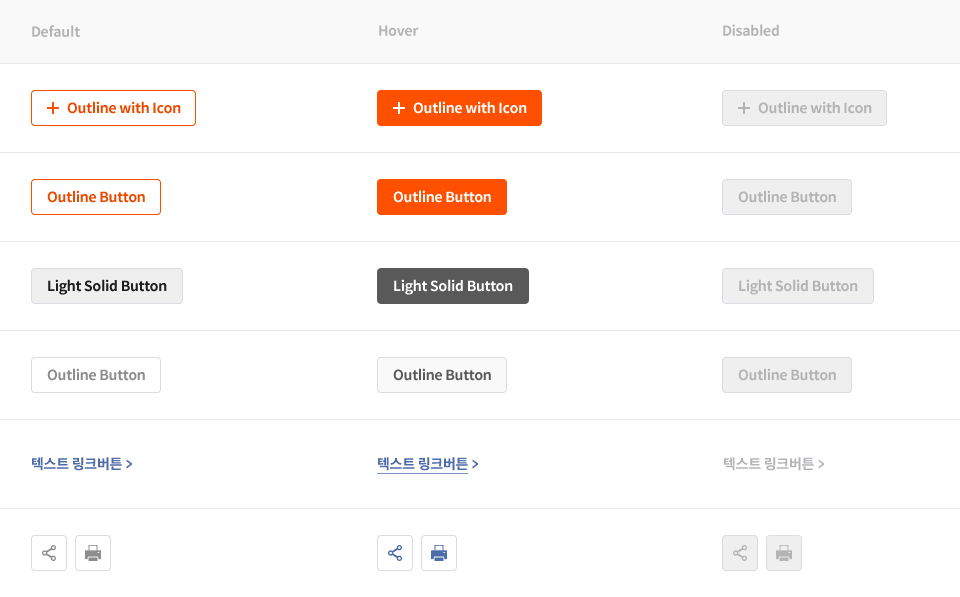 Default Hover Disabled
Outline with Icon Outline with Icon Outline with Icon
Outline Button Outline Button Outline Button
Light Solid Button Light Solid Button Light Solid Button
Outline Button Outline Button Outline Button
텍스트 링크버튼 > 텍스트 링크버튼 > 텍스트 링크버튼 >